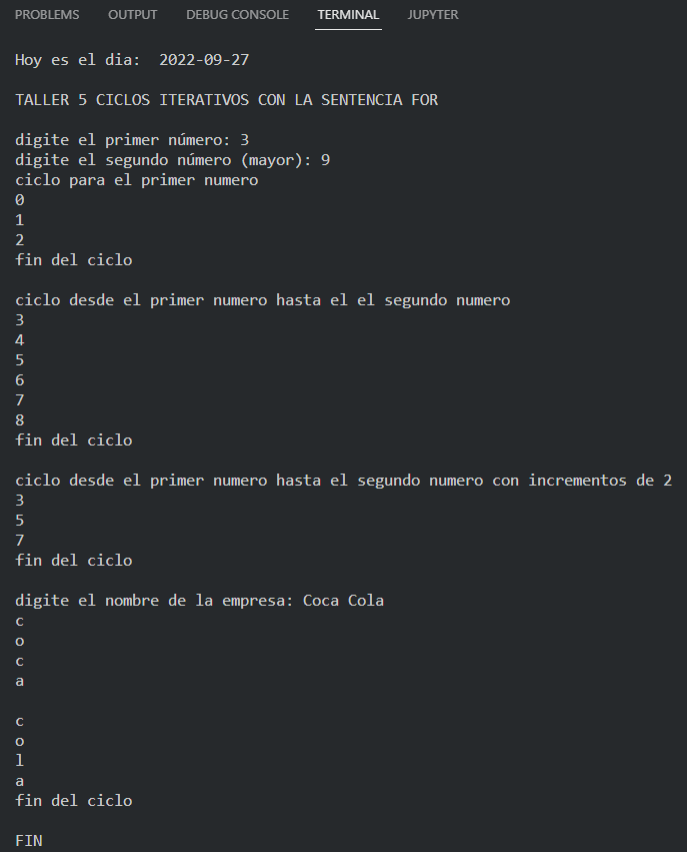 PROBLEMS OUTPUT DEBUG CONSOLE TERMINAL JUPYTER
Hoy es el dia:  2022-09-27
TALLER 5 CICLOS ITERATIVOS CON LA SENTENCIA FOR
digite el primer número: 3
digite el segundo número (mayor): 9
ciclo para el primer numero
0
1
2
fin del ciclo
ciclo desde el primer numero hasta el el segundo numero
3
4
5
6
7
8
fin del ciclo
ciclo desde el primer numero hasta el segundo numero con incrementos de 2
3
5
7
fin del ciclo
digite el nombre de la empresa: Coca Cola
c
o
c
a
c
o
l
a
fin del ciclo
FIN